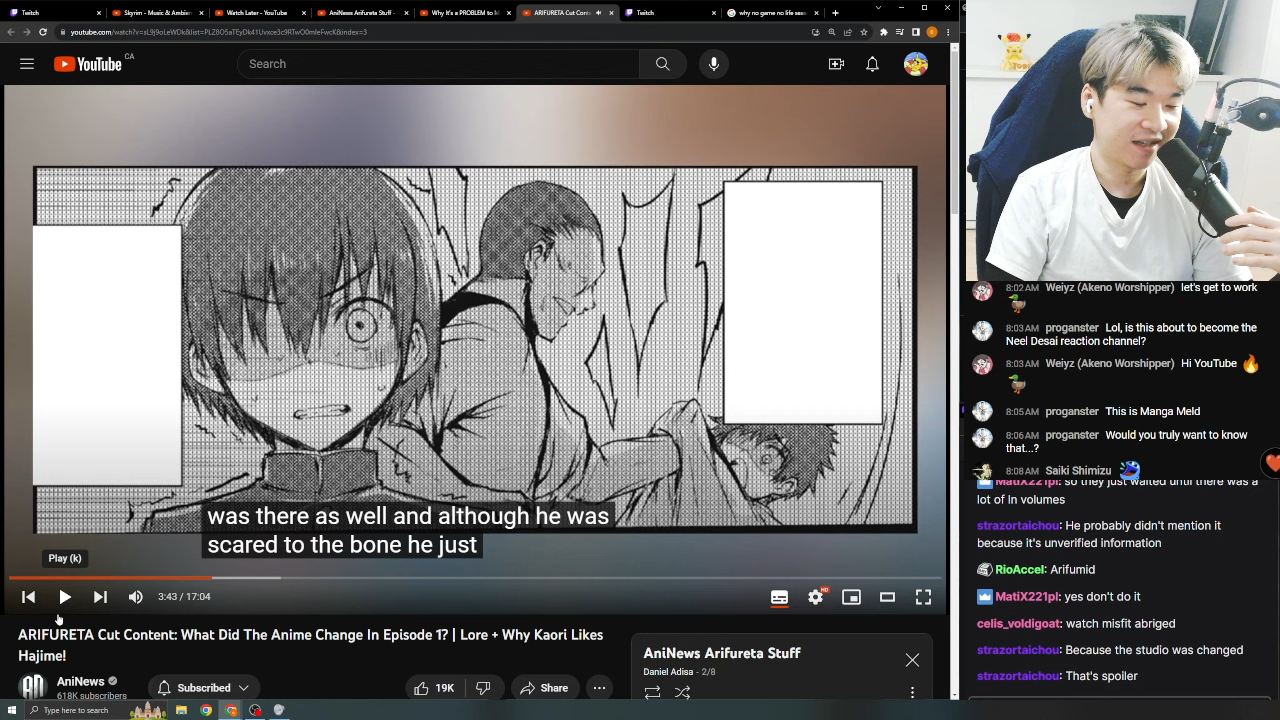 Twitch
Skyrim - Music & Ambien
Watch Later - YouTube
AniNews Arifureta Stuff -
Why It's a PROBLEM to M
ARIFURETA Cut Conten
Twitch
why no game no life seas
YouTube CA
Search
was there as well and although he was
scared to the bone he just
Play (k)
3:43 / 17:04
HD
ARIFURETA Cut Content: What Did The Anime Change In Episode 1? | Lore + Why Kaori Likes
Hajime!
AniNews
618K subscribers
Subscribed
19K
Share
AniNews Arifureta Stuff
Daniel Adisa - 2/8
Type here to search
8:02 AM Weiyz (Akeno Worshipper) let's get to work
8:03 AM proganster Lol, is this about to become the
Neel Desai reaction channel?
8:03 AM Weiyz (Akeno Worshipper) Hi YouTube
8:05 AM proganster This is Manga Meld
8:06 AM proganster Would you truly want to know
that...?
8:08 AM Saiki Shimizu
MatiX221pl: so they just waited until there was a
lot of ln volumes
strazortaichou: He probably didn't mention it
because it's unverified information
RioAccel: Arifumid
MatiX221pl: yes don't do it
celis_voldigoat: watch misfit abriged
strazortaichou: Because the studio was changed
strazortaichou: That's spoiler